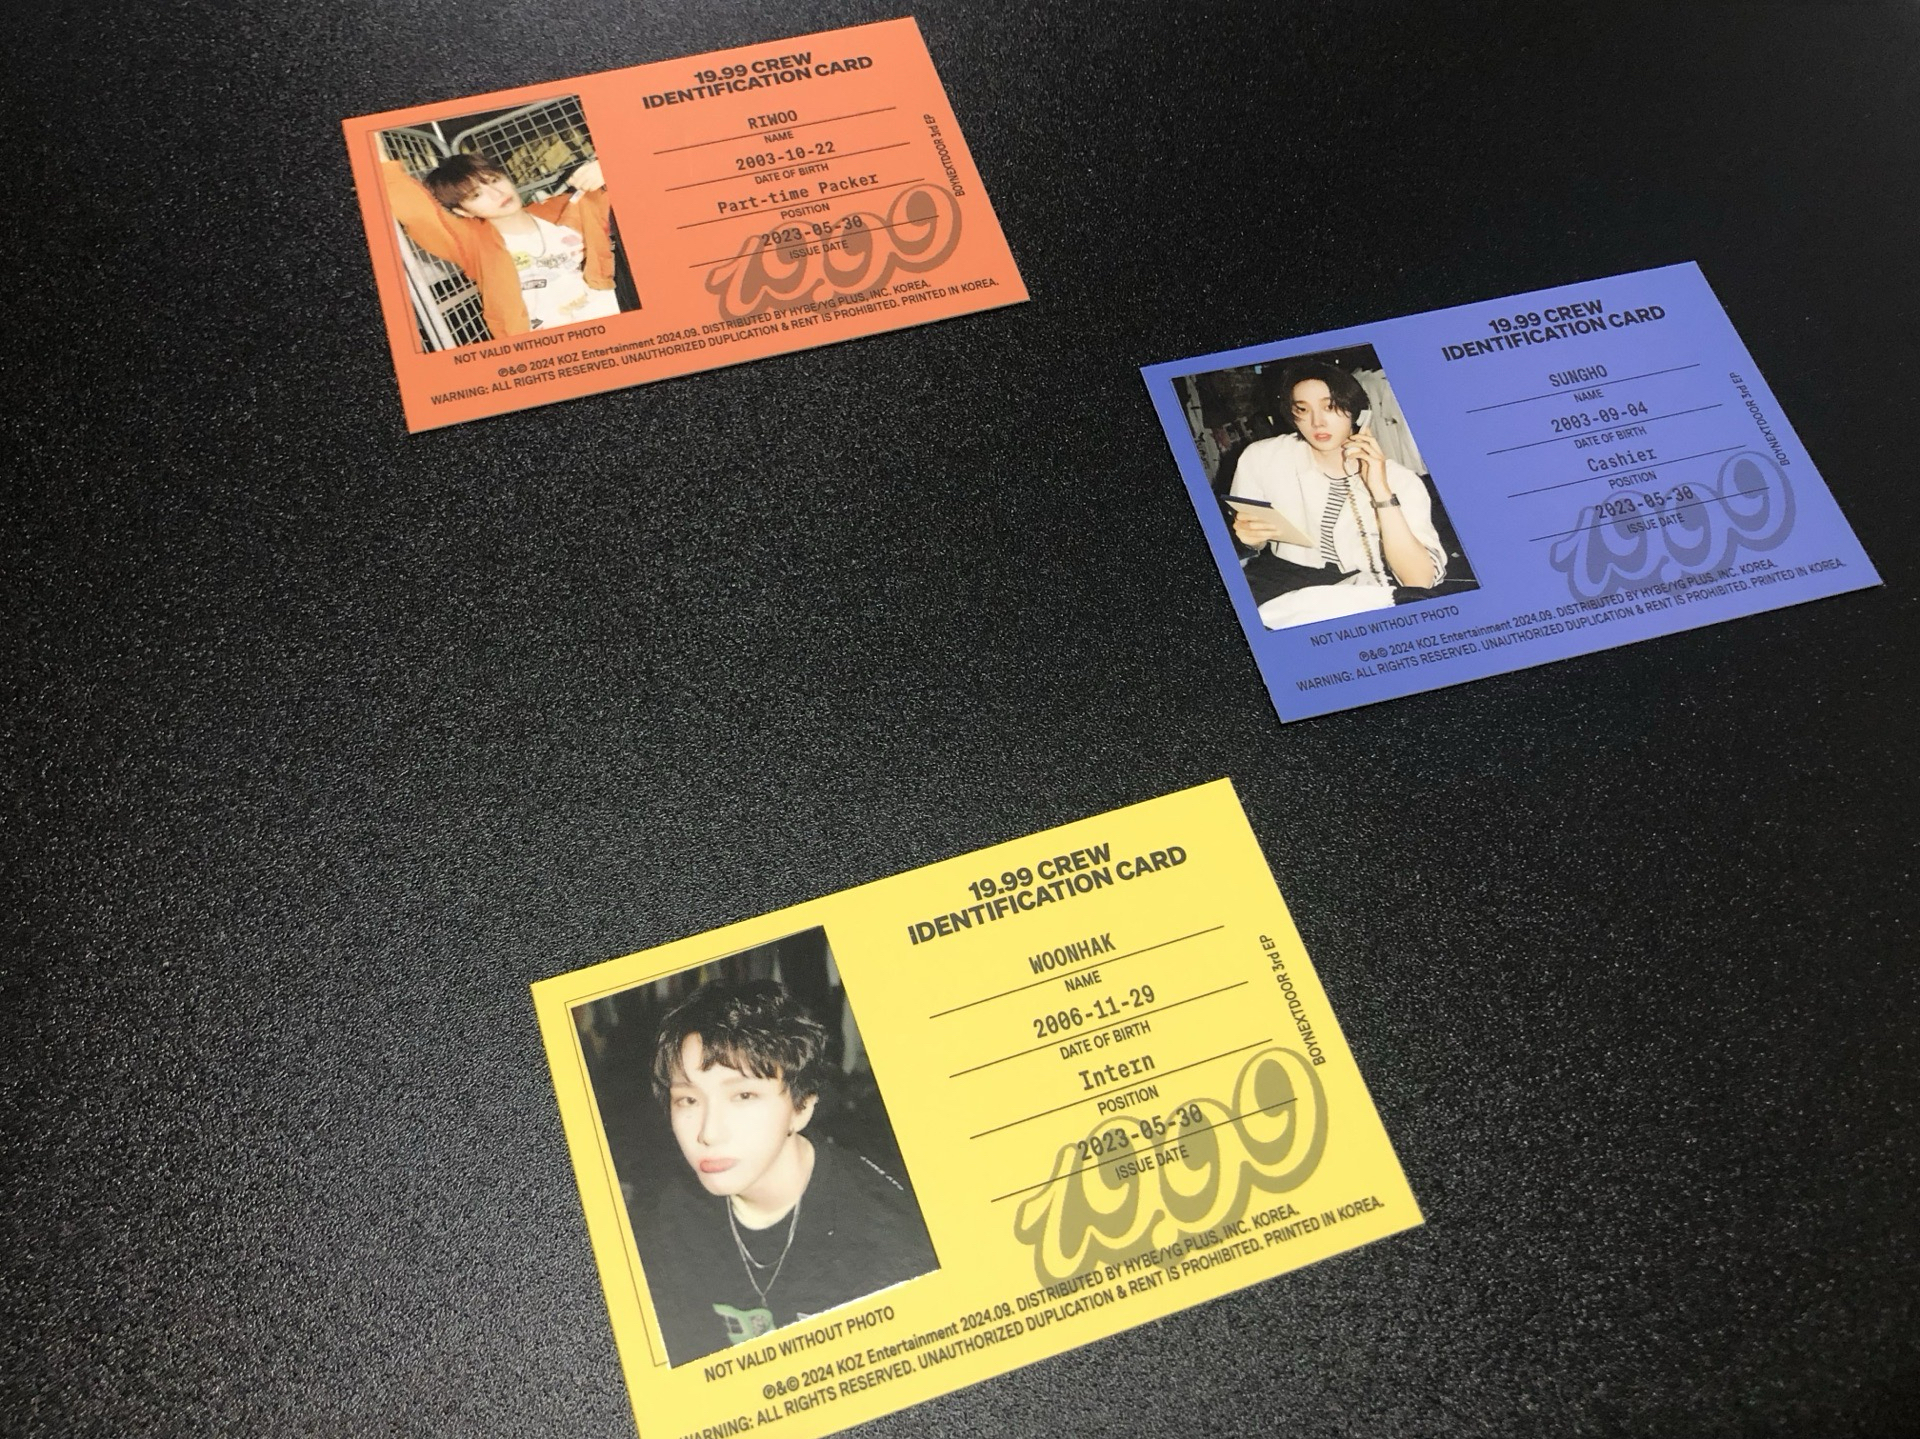 19.99 CREW
IDENTIFICATION CARD
RIWOO
NAME
2003-10-22
DATE OF BIRTH
Part-time Packer
POSITION
2023-05-30
ISSUE DATE
19.99
BOYNEXTDOOR 3rd EP
NOT VALID WITHOUT PHOTO
℗&© 2024 KOZ Entertainment 2024.09. DISTRIBUTED BY HYBE/YG PLUS, INC. KOREA.
WARNING: ALL RIGHTS RESERVED. UNAUTHORIZED DUPLICATION & RENT IS PROHIBITED. PRINTED IN KOREA.
19.99 CREW
IDENTIFICATION CARD
SUNGHO
NAME
2003-09-04
DATE OF BIRTH
Cashier
POSITION
2023-05-30
ISSUE DATE
19.99
BOYNEXTDOOR 3rd EP
NOT VALID WITHOUT PHOTO
℗&© 2024 KOZ Entertainment 2024.09. DISTRIBUTED BY HYBE/YG PLUS, INC. KOREA.
WARNING: ALL RIGHTS RESERVED. UNAUTHORIZED DUPLICATION & RENT IS PROHIBITED. PRINTED IN KOREA.
19.99 CREW
IDENTIFICATION CARD
WOONHAK
NAME
2006-11-29
DATE OF BIRTH
Intern
POSITION
2023-05-30
ISSUE DATE
19.99
BOYNEXTDOOR 3rd EP
NOT VALID WITHOUT PHOTO
℗&© 2024 KOZ Entertainment 2024.09. DISTRIBUTED BY HYBE/YG PLUS, INC. KOREA.
WARNING: ALL RIGHTS RESERVED. UNAUTHORIZED DUPLICATION & RENT IS PROHIBITED. PRINTED IN KOREA.